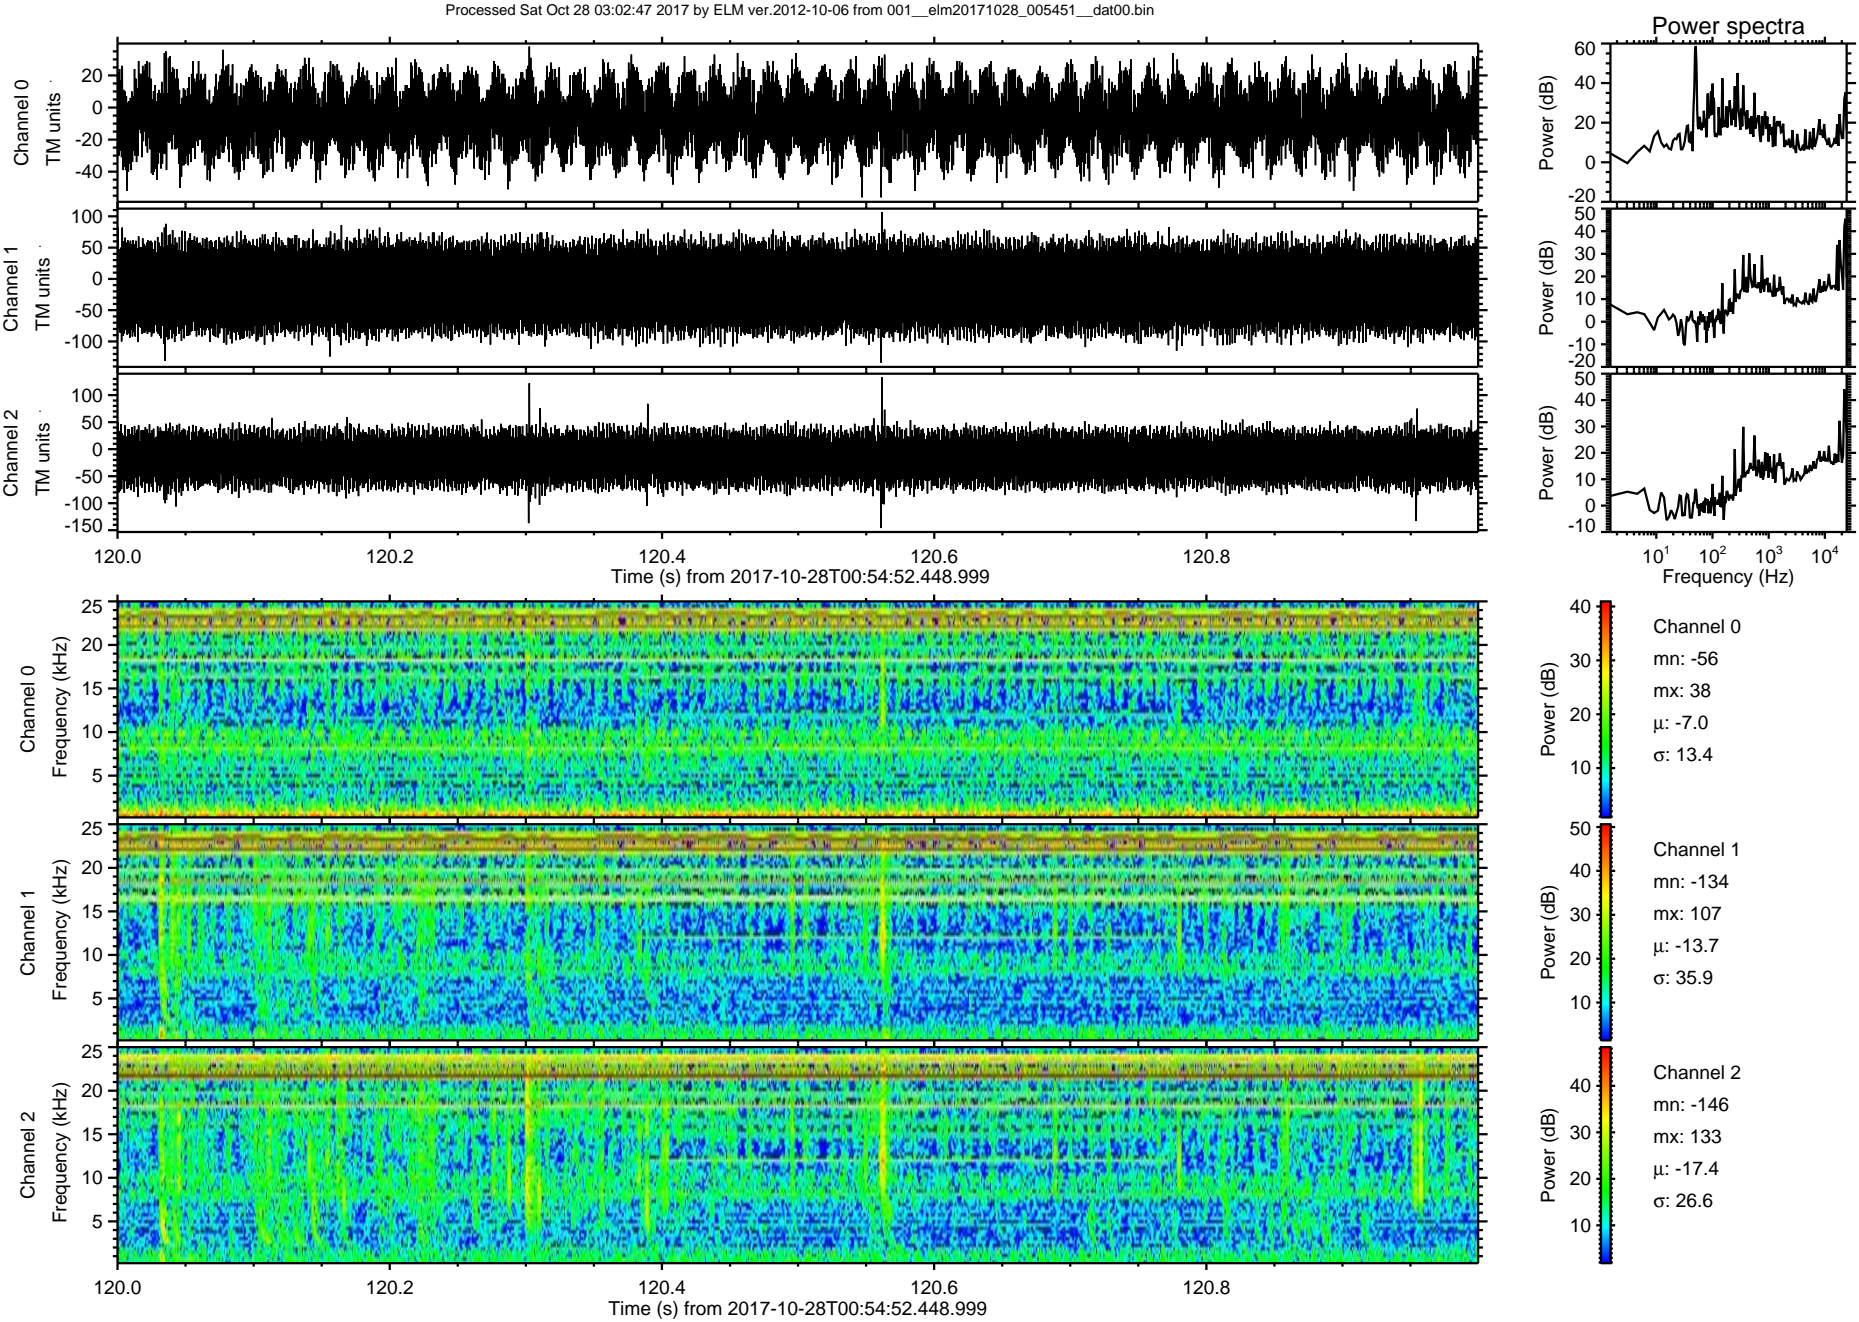 Processed Sat Oct 28 03:02:47 2017 by ELM ver.2012-10-06 from 001__elm20171028_005451__dat00.bin
Power spectra
Channel 0
TM units
20
0
-20
-40
Power (dB)
60
40
20
0
-20
Channel 1
TM units
100
50
0
-50
-100
Power (dB)
50
40
30
20
10
0
-10
-20
Channel 2
TM units
100
50
0
-50
-100
-150
Power (dB)
50
40
30
20
10
0
-10
120.0 120.2 120.4 120.6 120.8
Time (s) from 2017-10-28T00:54:52.448.999
10¹ 10² 10³ 10⁴
Frequency (Hz)
Channel 0
Frequency (kHz)
25
20
15
10
5
Power (dB)
40
30
20
10
Channel 0
mn: -56
mx: 38
μ: -7.0
σ: 13.4
Channel 1
Frequency (kHz)
25
20
15
10
5
Power (dB)
50
40
30
20
10
Channel 1
mn: -134
mx: 107
μ: -13.7
σ: 35.9
Channel 2
Frequency (kHz)
25
20
15
10
5
Power (dB)
40
30
20
10
Channel 2
mn: -146
mx: 133
μ: -17.4
σ: 26.6
120.0 120.2 120.4 120.6 120.8
Time (s) from 2017-10-28T00:54:52.448.999